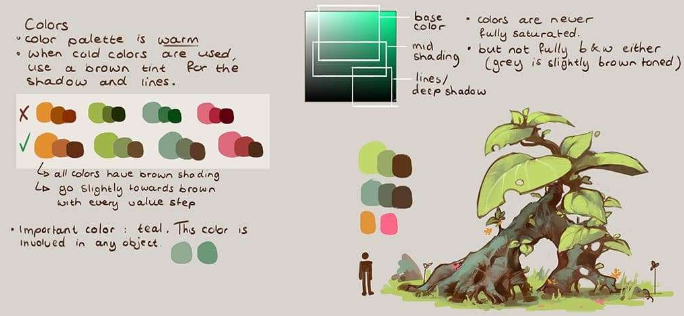 Colors
• color palette is warm
• when cold colors are used,
use a brown tint for the
shadow and lines.
↳ all colors have brown shading
↳ go slightly towards brown
with every value step
• Important color : teal. This color is
involved in any object.
base
color
mid
shading
lines/
deep shadow
• colors are never
fully saturated.
• but not fully b&w either
(grey is slightly brown toned)